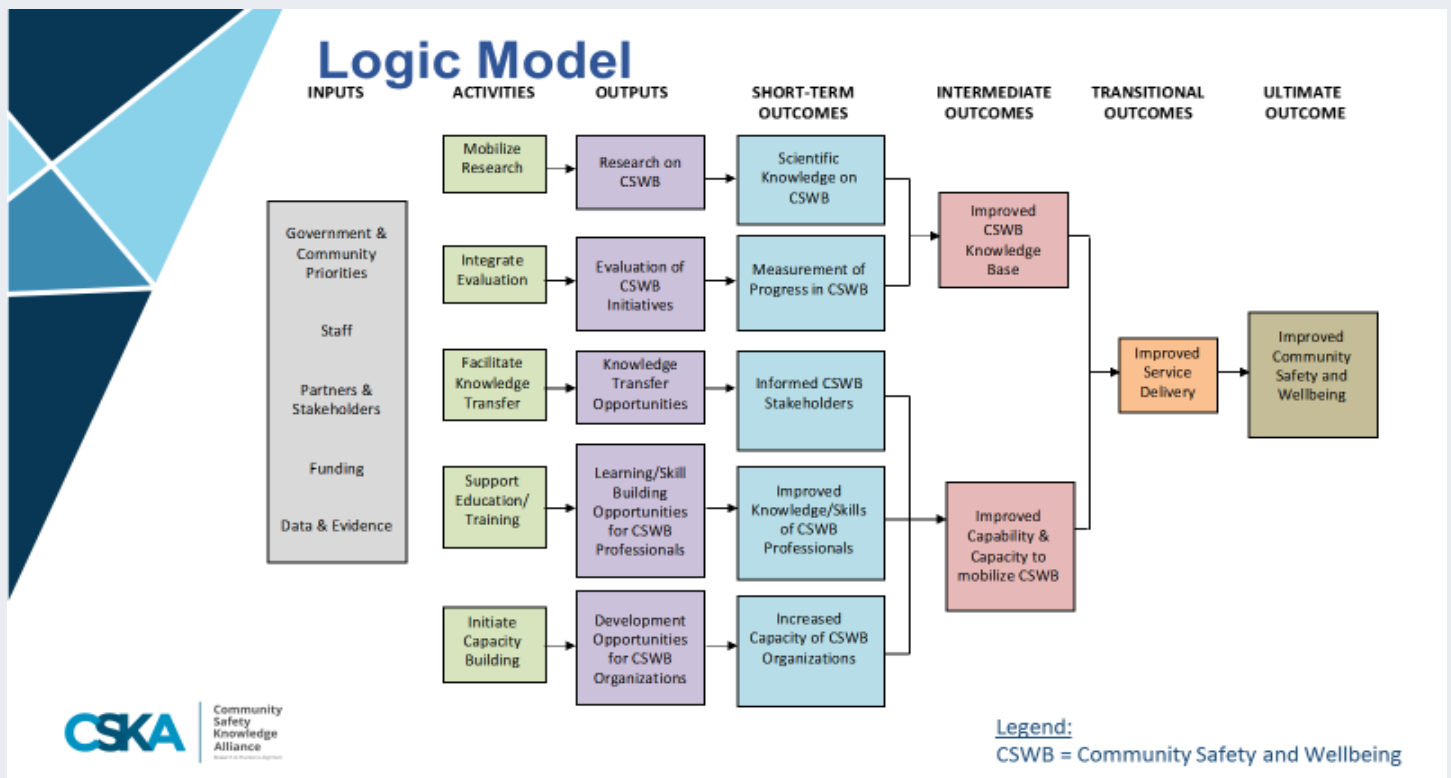 Logic Model
INPUTS
ACTIVITIES
OUTPUTS
SHORT-TERM
OUTCOMES
INTERMEDIATE
OUTCOMES
TRANSITIONAL
OUTCOMES
ULTIMATE
OUTCOME
Government &
Community
Priorities
Staff
Partners &
Stakeholders
Funding
Data & Evidence
Mobilize
Research
Research on
CSWB
Scientific
Knowledge on
CSWB
Integrate
Evaluation
Evaluation of
CSWB
Initiatives
Measurement of
Progress in CSWB
Facilitate
Knowledge
Transfer
Knowledge
Transfer
Opportunities
Informed CSWB
Stakeholders
Support
Education/
Training
Learning/Skill
Building
Opportunities
for CSWB
Professionals
Improved
Knowledge/Skills
of CSWB
Professionals
Initiate
Capacity
Building
Development
Opportunities
for CSWB
Organizations
Increased
Capacity of CSWB
Organizations
Improved
CSWB
Knowledge
Base
Improved
Capability &
Capacity to
mobilize CSWB
Improved
Service
Delivery
Improved
Community
Safety and
Wellbeing
CSKA
Community
Safety
Knowledge
Alliance
Legend:
CSWB = Community Safety and Wellbeing